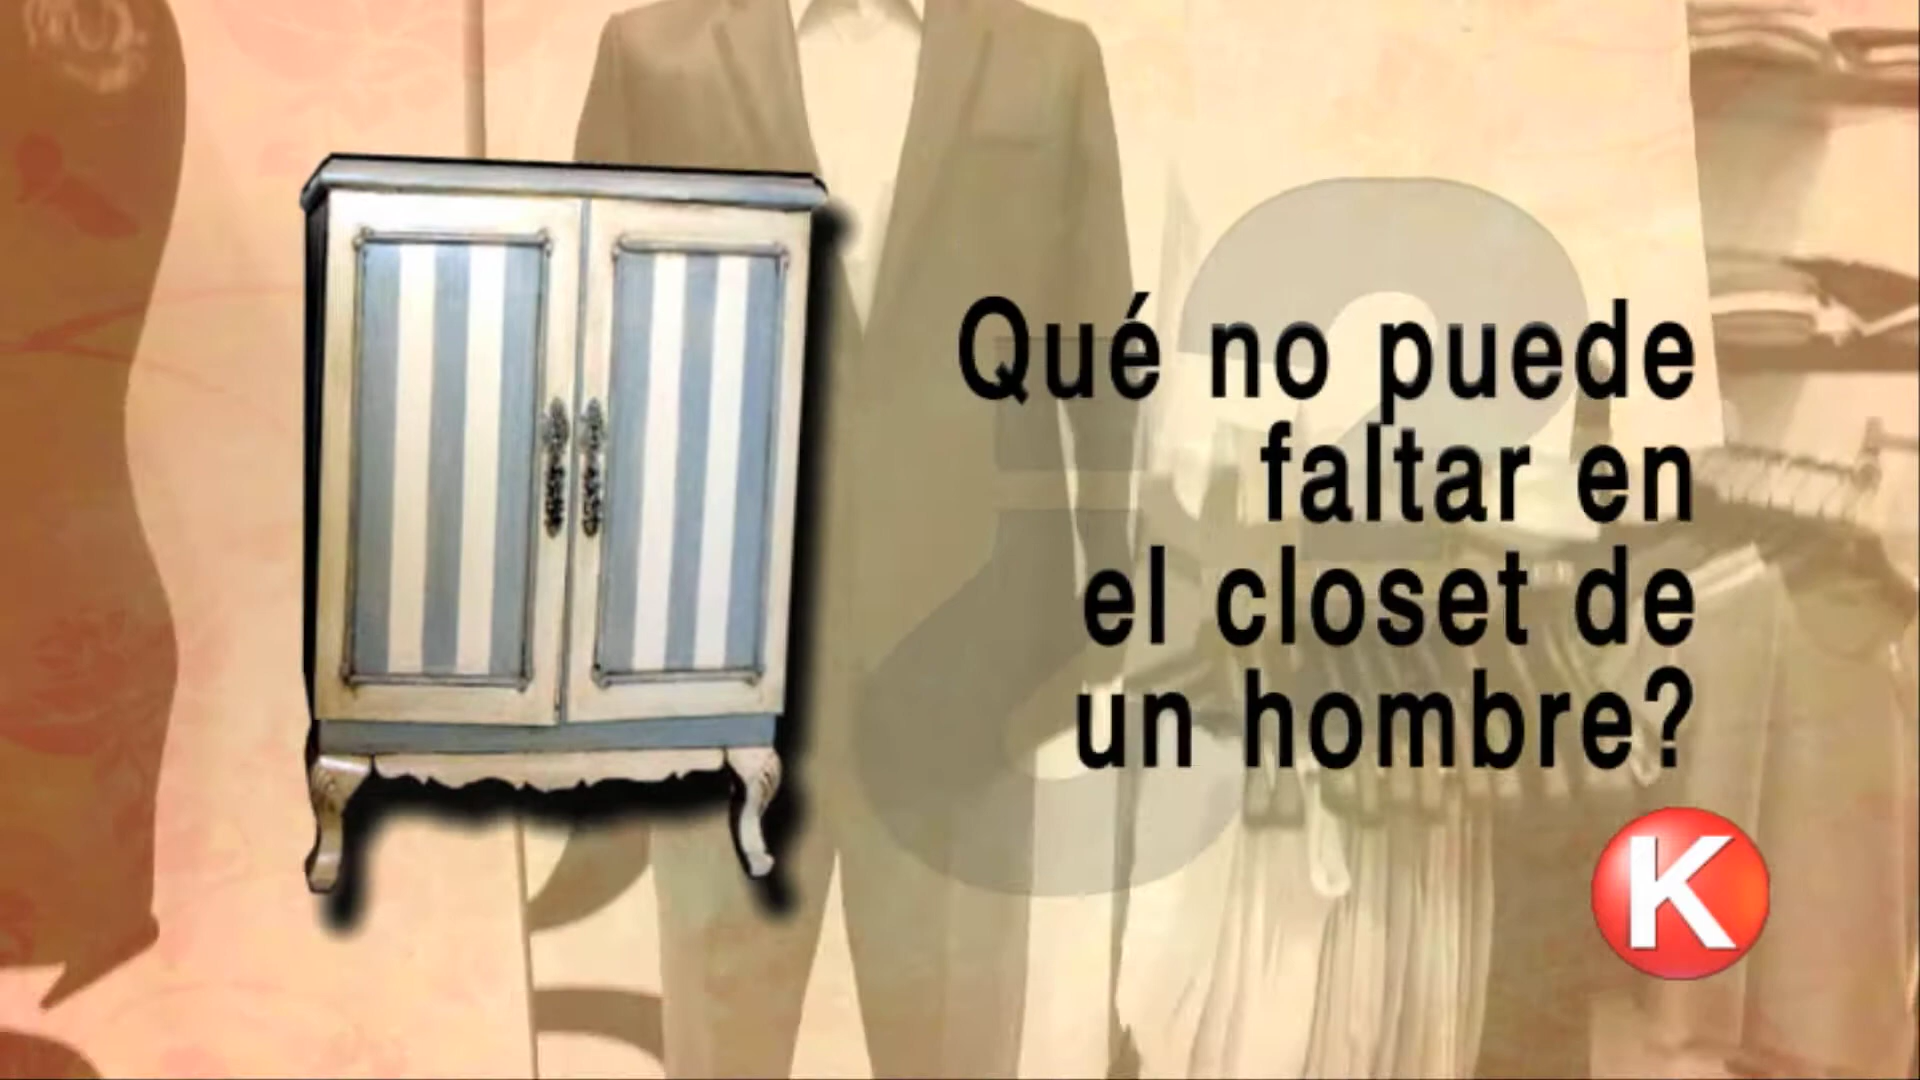 Qué no puede
faltar en
el closet de
un hombre?
K